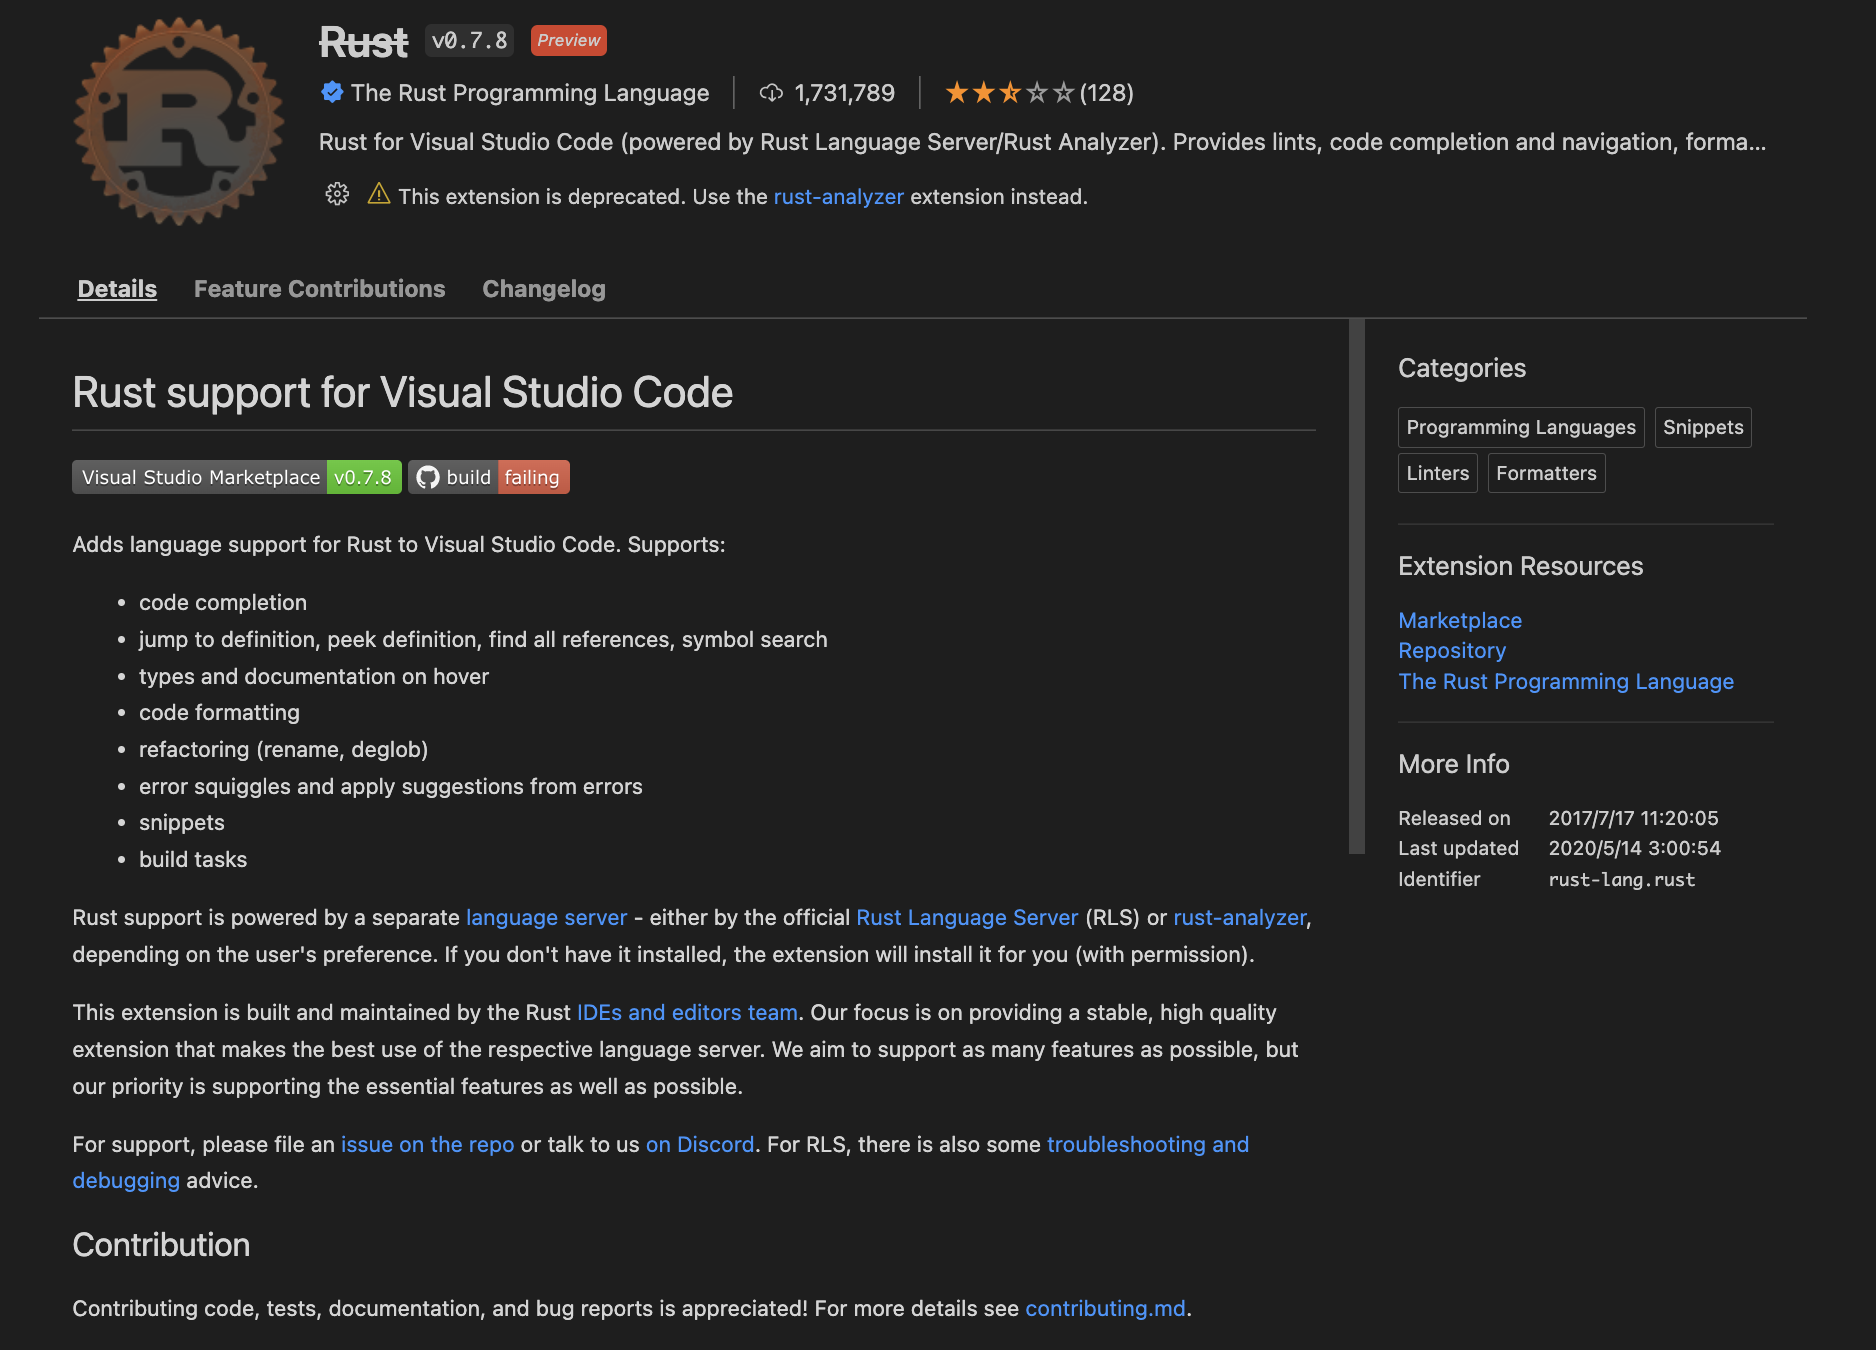 Rust v0.7.8 Preview
The Rust Programming Language 1,731,789 (128)
Rust for Visual Studio Code (powered by Rust Language Server/Rust Analyzer). Provides lints, code completion and navigation, forma...
This extension is deprecated. Use the rust-analyzer extension instead.
Details Feature Contributions Changelog
Rust support for Visual Studio Code
Visual Studio Marketplace v0.7.8 build failing
Adds language support for Rust to Visual Studio Code. Supports:
• code completion
• jump to definition, peek definition, find all references, symbol search
• types and documentation on hover
• code formatting
• refactoring (rename, deglob)
• error squiggles and apply suggestions from errors
• snippets
• build tasks
Rust support is powered by a separate language server - either by the official Rust Language Server (RLS) or rust-analyzer,
depending on the user's preference. If you don't have it installed, the extension will install it for you (with permission).
This extension is built and maintained by the Rust IDEs and editors team. Our focus is on providing a stable, high quality
extension that makes the best use of the respective language server. We aim to support as many features as possible, but
our priority is supporting the essential features as well as possible.
For support, please file an issue on the repo or talk to us on Discord. For RLS, there is also some troubleshooting and
debugging advice.
Contribution
Contributing code, tests, documentation, and bug reports is appreciated! For more details see contributing.md.
Categories
Programming Languages Snippets
Linters Formatters
Extension Resources
Marketplace
Repository
The Rust Programming Language
More Info
Released on 2017/7/17 11:20:05
Last updated 2020/5/14 3:00:54
Identifier rust-lang.rust